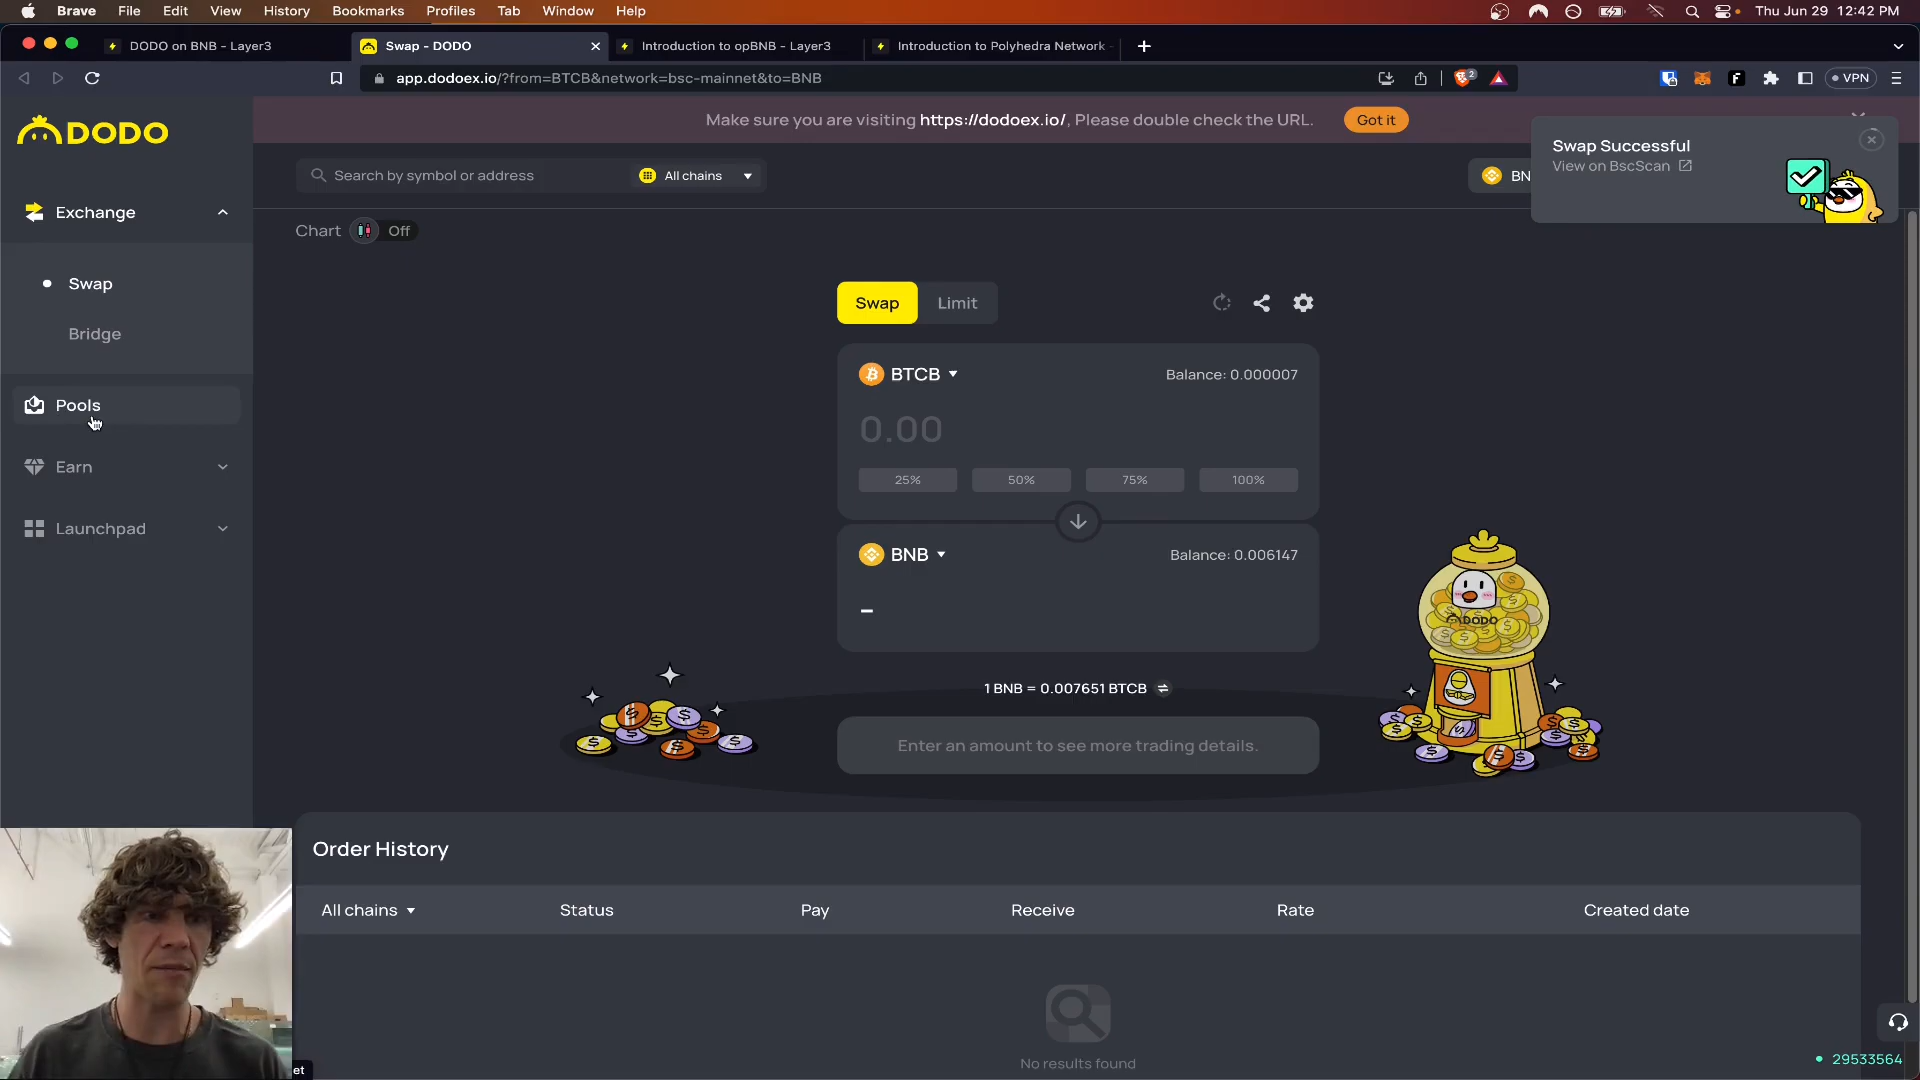 Brave File Edit View History Bookmarks Profiles Tab Window Help Thu Jun 29 12:42 PM
DODO on BNB - Layer3 Swap - DODO Introduction to opBNB - Layer3 Introduction to Polyhedra Network -
app.dodoex.io/?from=BTCB&network=bsc-mainnet&to=BNB 2 VPN
DODO
Make sure you are visiting https://dodoex.io/, Please double check the URL. Got it
Swap Successful
View on BscScan
Search by symbol or address All chains BN
Exchange
Chart Off
Swap
Bridge
Pools
Earn
Launchpad
Swap Limit
BTCB Balance: 0.000007
0.00
25% 50% 75% 100%
BNB Balance: 0.006147
–
1 BNB = 0.007651 BTCB
Enter an amount to see more trading details.
DODO
Order History
All chains Status Pay Receive Rate Created date
No results found
et
29533564